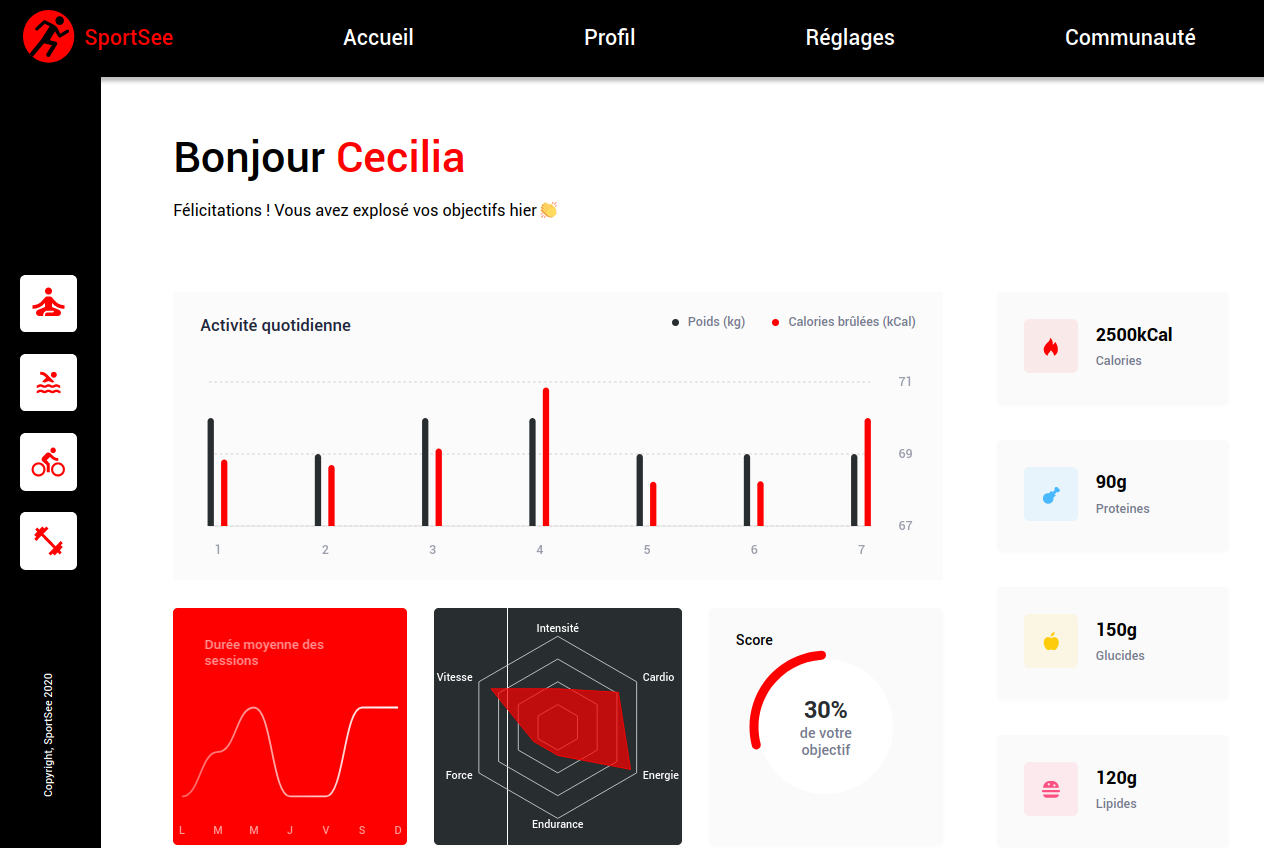 SportSee
Accueil
Profil
Réglages
Communauté
Bonjour Cecilia
Félicitations ! Vous avez explosé vos objectifs hier 👏
Activité quotidienne
Poids (kg)
Calories brûlées (kCal)
71
69
67
1 2 3 4 5 6 7
2500kCal
Calories
90g
Proteines
150g
Glucides
120g
Lipides
Durée moyenne des
sessions
L M M J V S D
Intensité
Vitesse
Cardio
Force
Energie
Endurance
Score
30%
de votre
objectif
Copyright, SportSee 2020